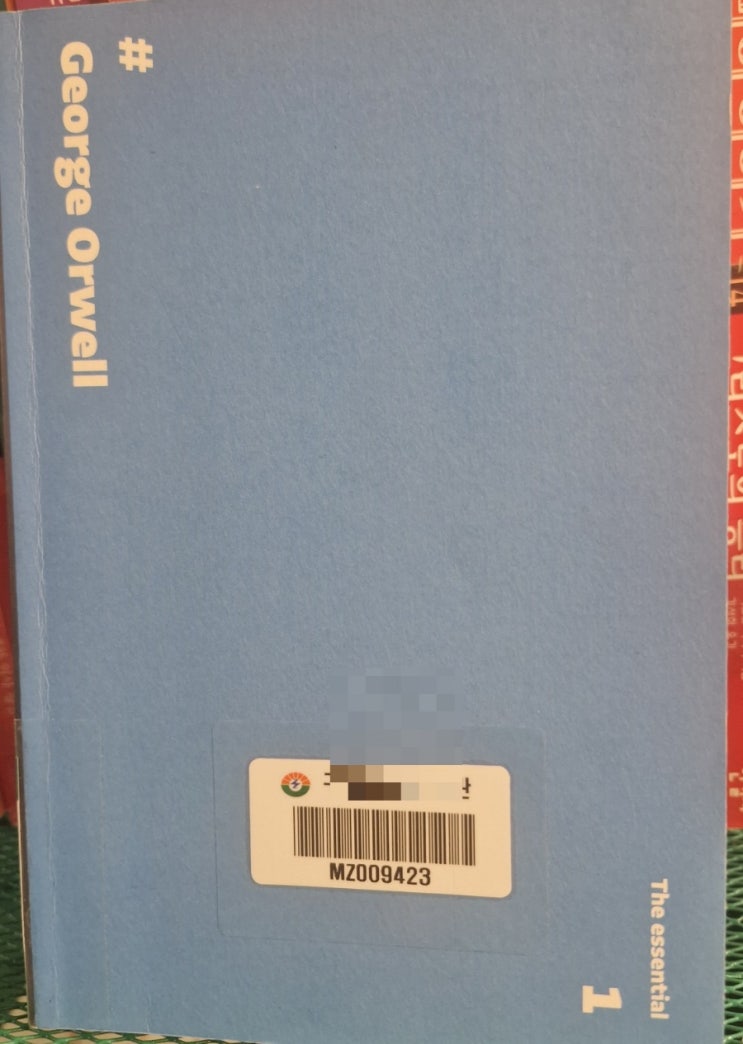 #
George Orwell
MZ009423
The essential
1